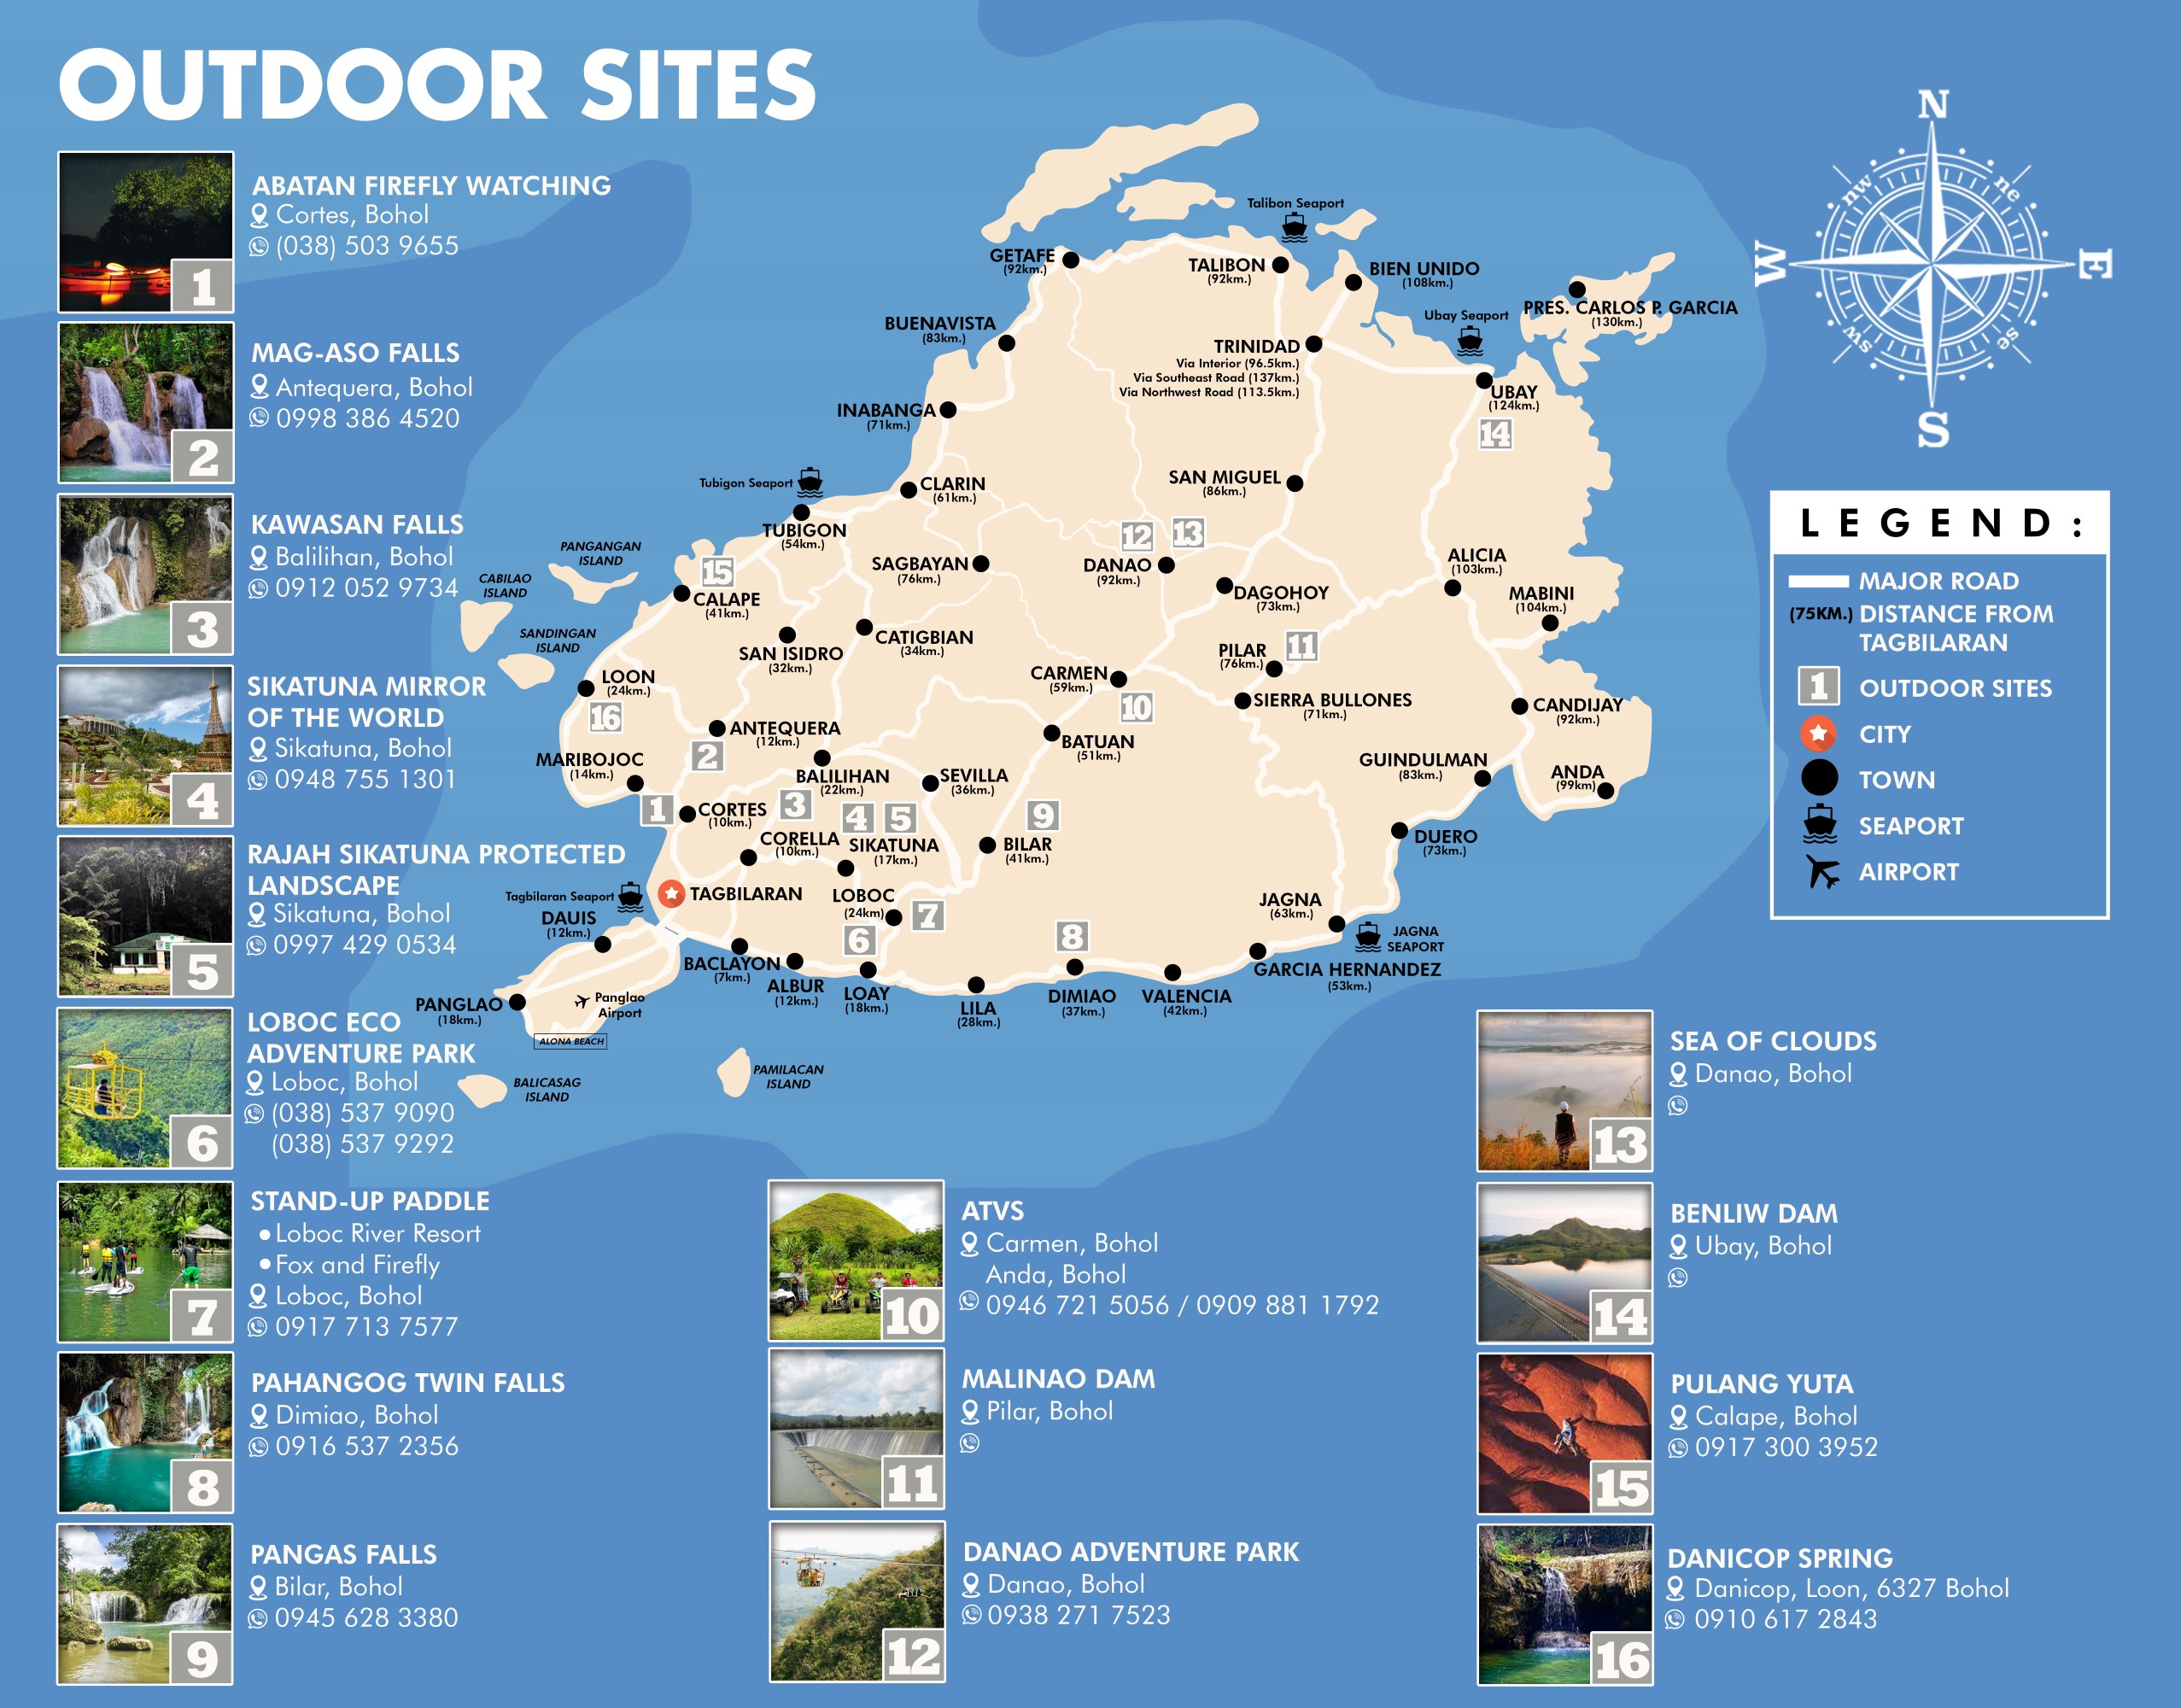 OUTDOOR SITES
1
ABATAN FIREFLY WATCHING
Cortes, Bohol
(038) 503 9655
2
MAG-ASO FALLS
Antequera, Bohol
0998 386 4520
3
KAWASAN FALLS
Balilihan, Bohol
0912 052 9734
4
SIKATUNA MIRROR
OF THE WORLD
Sikatuna, Bohol
0948 755 1301
5
RAJAH SIKATUNA PROTECTED
LANDSCAPE
Sikatuna, Bohol
0997 429 0534
6
LOBOC ECO
ADVENTURE PARK
Loboc, Bohol
(038) 537 9090
(038) 537 9292
7
STAND-UP PADDLE
• Loboc River Resort
• Fox and Firefly
Loboc, Bohol
0917 713 7577
8
PAHANGOG TWIN FALLS
Dimiao, Bohol
0916 537 2356
9
PANGAS FALLS
Bilar, Bohol
0945 628 3380
10
ATVS
Carmen, Bohol
Anda, Bohol
0946 721 5056 / 0909 881 1792
11
MALINAO DAM
Pilar, Bohol
12
DANAO ADVENTURE PARK
Danao, Bohol
0938 271 7523
13
SEA OF CLOUDS
Danao, Bohol
14
BENLIW DAM
Ubay, Bohol
15
PULANG YUTA
Calape, Bohol
0917 300 3952
16
DANICOP SPRING
Danicop, Loon, 6327 Bohol
0910 617 2843
N
nw
ne
W
E
sw
se
S
LEGEND:
MAJOR ROAD
(75KM.) DISTANCE FROM
TAGBILARAN
1 OUTDOOR SITES
CITY
TOWN
SEAPORT
AIRPORT
Talibon Seaport
GETAFE
(92km.)
TALIBON
(92km.)
BIEN UNIDO
(108km.)
PRES. CARLOS P. GARCIA
(130km.)
Ubay Seaport
BUENAVISTA
(83km.)
TRINIDAD
Via Interior (96.5km.)
Via Southeast Road (137km.)
Via Northwest Road (113.5km.)
UBAY
(124km.)
14
INABANGA
(71km.)
SAN MIGUEL
(86km.)
CLARIN
(61km.)
Tubigon Seaport
TUBIGON
(54km.)
12
13
PANGANGAN
ISLAND
CABILAO
ISLAND
SANDINGAN
ISLAND
15
CALAPE
(41km.)
SAGBAYAN
(76km.)
DANAO
(92km.)
DAGOHOY
(73km.)
ALICIA
(103km.)
MABINI
(104km.)
SAN ISIDRO
(32km.)
CATIGBIAN
(34km.)
PILAR
(76km.)
11
LOON
(24km.)
16
CARMEN
(59km.)
10
SIERRA BULLONES
(71km.)
CANDIJAY
(92km.)
ANTEQUERA
(12km.)
2
BATUAN
(51km.)
MARIBOJOC
(14km.)
BALILIHAN
(22km.)
SEVILLA
(36km.)
GUINDULMAN
(83km.)
ANDA
(99km)
1
CORTES
(10km.)
3
4
5
9
CORELLA
(10km.)
SIKATUNA
(17km.)
BILAR
(41km.)
DUERO
(73km.)
Tagbilaran Seaport
TAGBILARAN
LOBOC
(24km)
7
JAGNA
(63km.)
JAGNA
SEAPORT
DAUIS
(12km.)
6
8
BACLAYON
(7km.)
ALBUR
(12km.)
LOAY
(18km.)
LILA
(28km.)
DIMIAO
(37km.)
VALENCIA
(42km.)
GARCIA HERNANDEZ
(53km.)
PANGLAO
(18km.)
Panglao
Airport
ALONA BEACH
BALICASAG
ISLAND
PAMILACAN
ISLAND